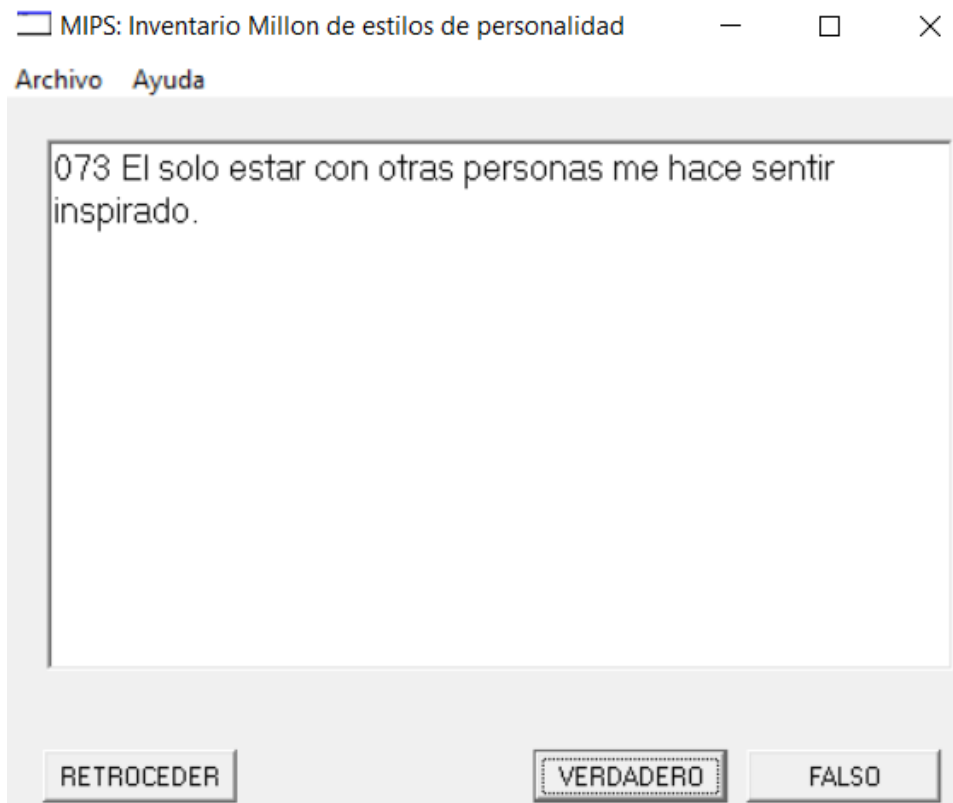 MIPS: Inventario Millon de estilos de personalidad
Archivo Ayuda
073 El solo estar con otras personas me hace sentir
inspirado.
RETROCEDER VERDADERO FALSO